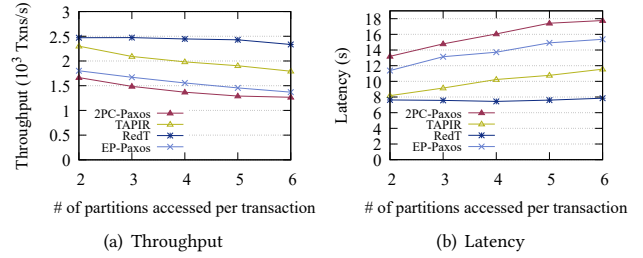 Throughput (10³ Txns/s)
3
2.5
2
1.5
1
0.5
0
2PC-Paxos
TAPIR
RedT
EP-Paxos
2 3 4 5 6
# of partitions accessed per transaction
(a) Throughput
Latency (s)
18
16
14
12
10
8
6
4
2
0
2PC-Paxos
TAPIR
RedT
EP-Paxos
2 3 4 5 6
# of partitions accessed per transaction
(b) Latency